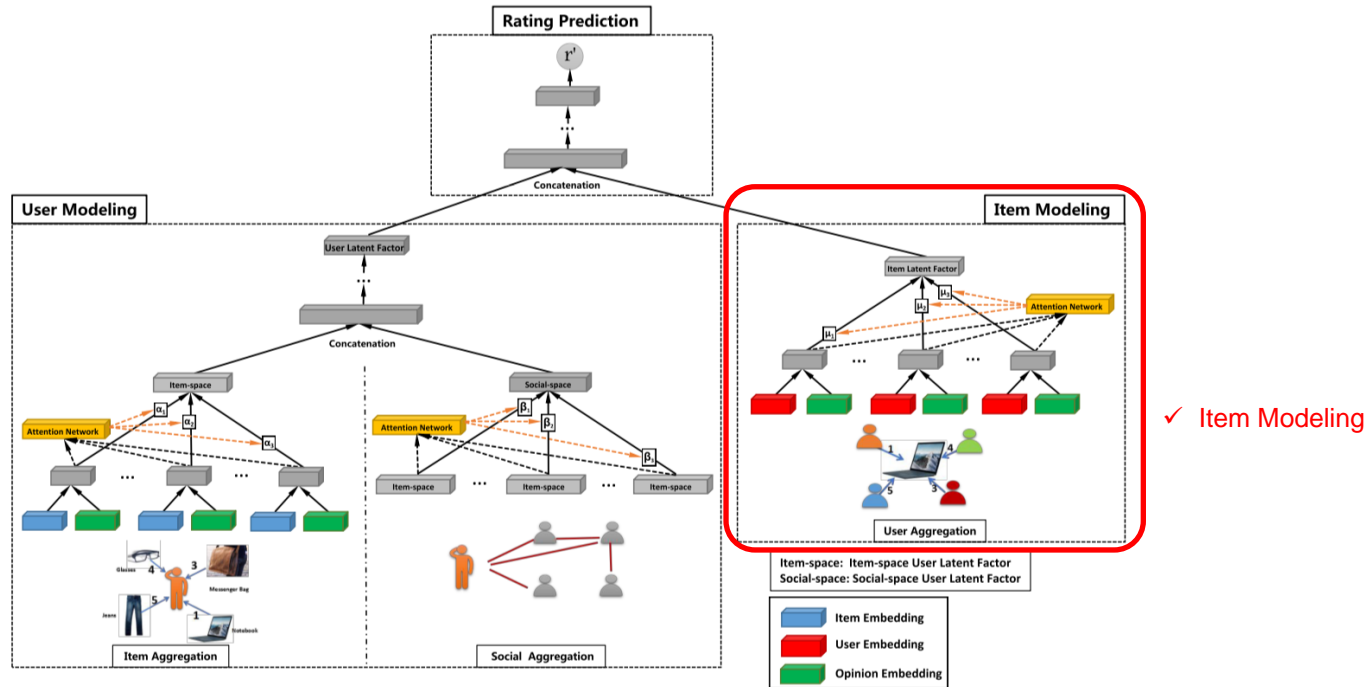 Rating Prediction
r'
...
Concatenation
User Modeling
Item Modeling
User Latent Factor
...
Concatenation
Item Latent Factor
μ₁
μ₂
μ₃
Attention Network
... ...
Item-space
Social-space
α₁
α₂
α₃
Attention Network
β₁
β₂
β₃
Attention Network
... ...
Item-space ... Item-space ... Item-space
1
4
5
3
User Aggregation
✓ Item Modeling
Glasses
4
3
Messenger Bag
Jeans
5
1
Notebook
Item Aggregation
Social Aggregation
Item-space: Item-space User Latent Factor
Social-space: Social-space User Latent Factor
Item Embedding
User Embedding
Opinion Embedding